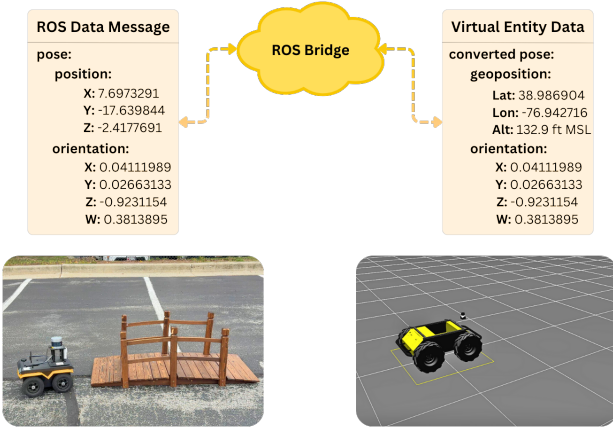 ROS Data Message
pose:
position:
X: 7.6973291
Y: -17.639844
Z: -2.4177691
orientation:
X: 0.04111989
Y: 0.02663133
Z: -0.9231154
W: 0.3813895
ROS Bridge
Virtual Entity Data
converted pose:
geoposition:
Lat: 38.986904
Lon: -76.942716
Alt: 132.9 ft MSL
orientation:
X: 0.04111989
Y: 0.02663133
Z: -0.9231154
W: 0.3813895